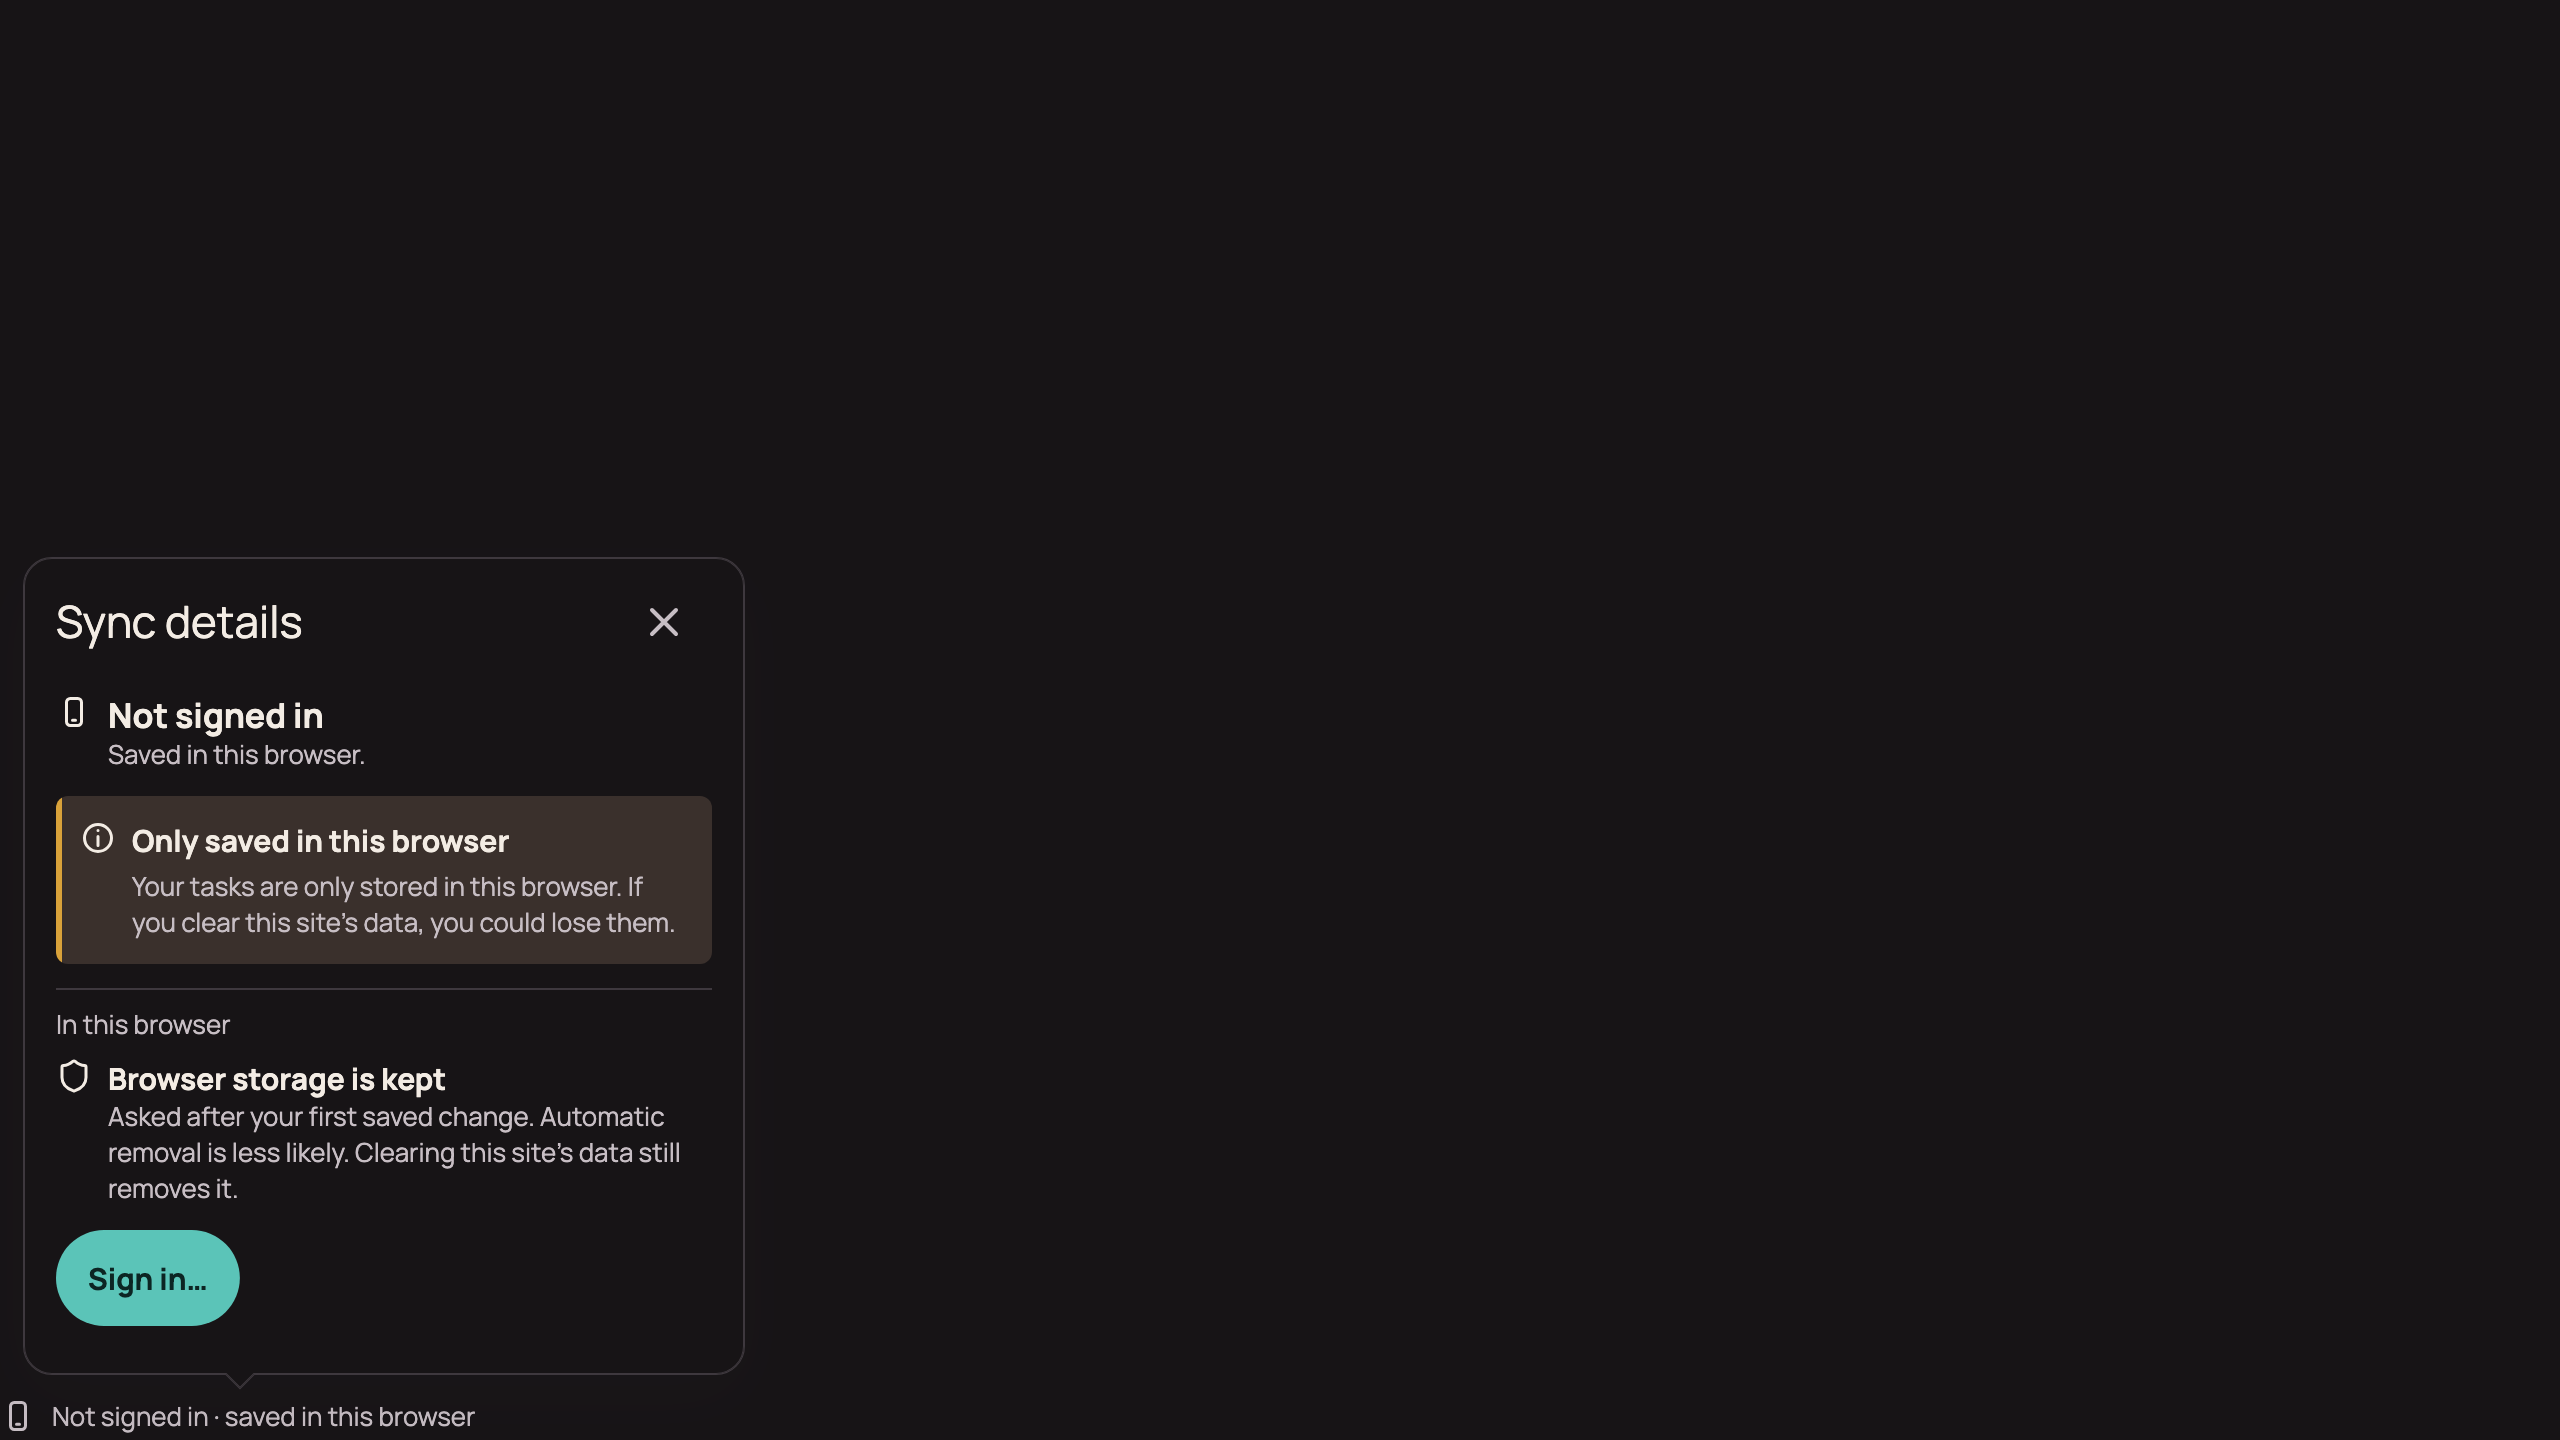 Sync details
Not signed in
Saved in this browser.
Only saved in this browser
Your tasks are only stored in this browser. If
you clear this site’s data, you could lose them.
In this browser
Browser storage is kept
Asked after your first saved change. Automatic
removal is less likely. Clearing this site’s data still
removes it.
Sign in…
Not signed in · saved in this browser